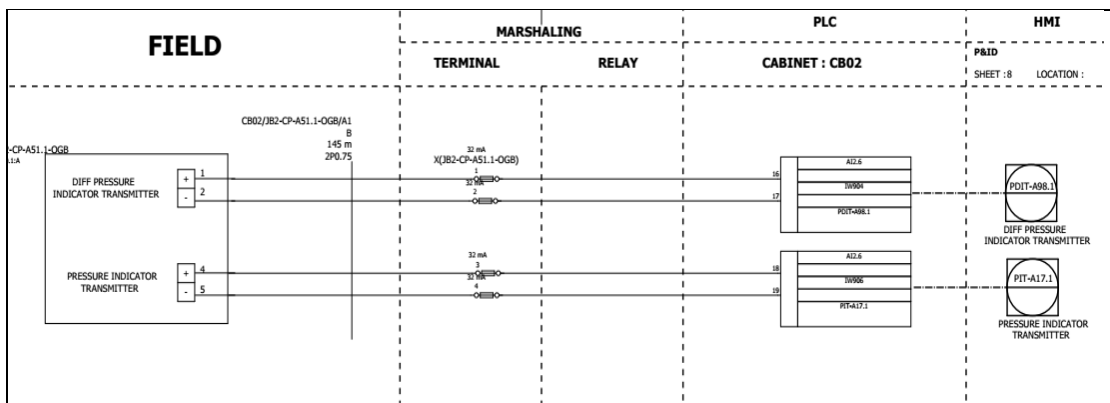 FIELD
MARSHALING
TERMINAL
RELAY
PLC
CABINET : CB02
HMI
P&ID
SHEET :8 LOCATION :
CB02/JB2-CP-A51.1-OGB/A1
B
145 m
2P0.75
-CP-A51.1-OGB
DIFF PRESSURE
INDICATOR TRANSMITTER
+ 1
- 2
32 mA
X(JB2-CP-A51.1-OGB)
1
32 mA
2
16
17
AI2.6
IW904
PDIT-A98.1
PDIT-A98.1
DIFF PRESSURE
INDICATOR TRANSMITTER
PRESSURE INDICATOR
TRANSMITTER
+ 4
- 5
32 mA
3
32 mA
4
18
19
AI2.6
IW906
PIT-A17.1
PIT-A17.1
PRESSURE INDICATOR
TRANSMITTER